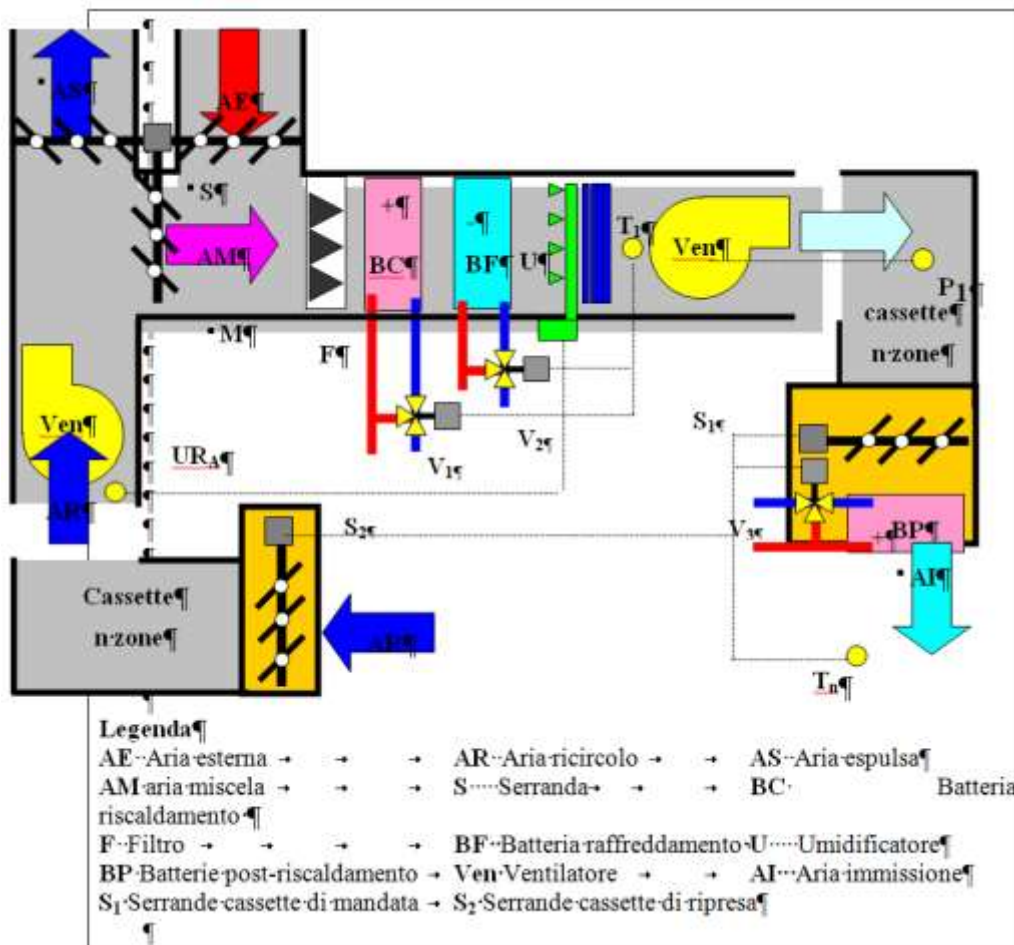 AS¶
AE¶
S¶
+¶
-¶
T1¶
Ven¶
AM¶
BC¶
BF¶
U¶
P1¶
cassette¶
n·zone¶
M¶
F¶
Ven¶
S1¶
V2¶
URA¶
V1¶
AR¶
S2¶
V3¶
+¶
BP¶
AI¶
Cassette¶
n·zone¶
AR¶
Tn¶
Legenda¶
AE··Aria·esterna → → → AR··Aria·ricircolo → → AS··Aria·espulsa¶
AM·aria·miscela → → → S·····Serranda → → → BC· Batteria
riscaldamento·¶
F··Filtro → → → → BF··Batteria·raffreddamento·U·····Umidificatore¶
BP·Batterie·post-riscaldamento → Ven·Ventilatore → → AI···Aria·immissione¶
S1·Serrande·cassette·di·mandata → S2·Serrande·cassette·di·ripresa¶
¶